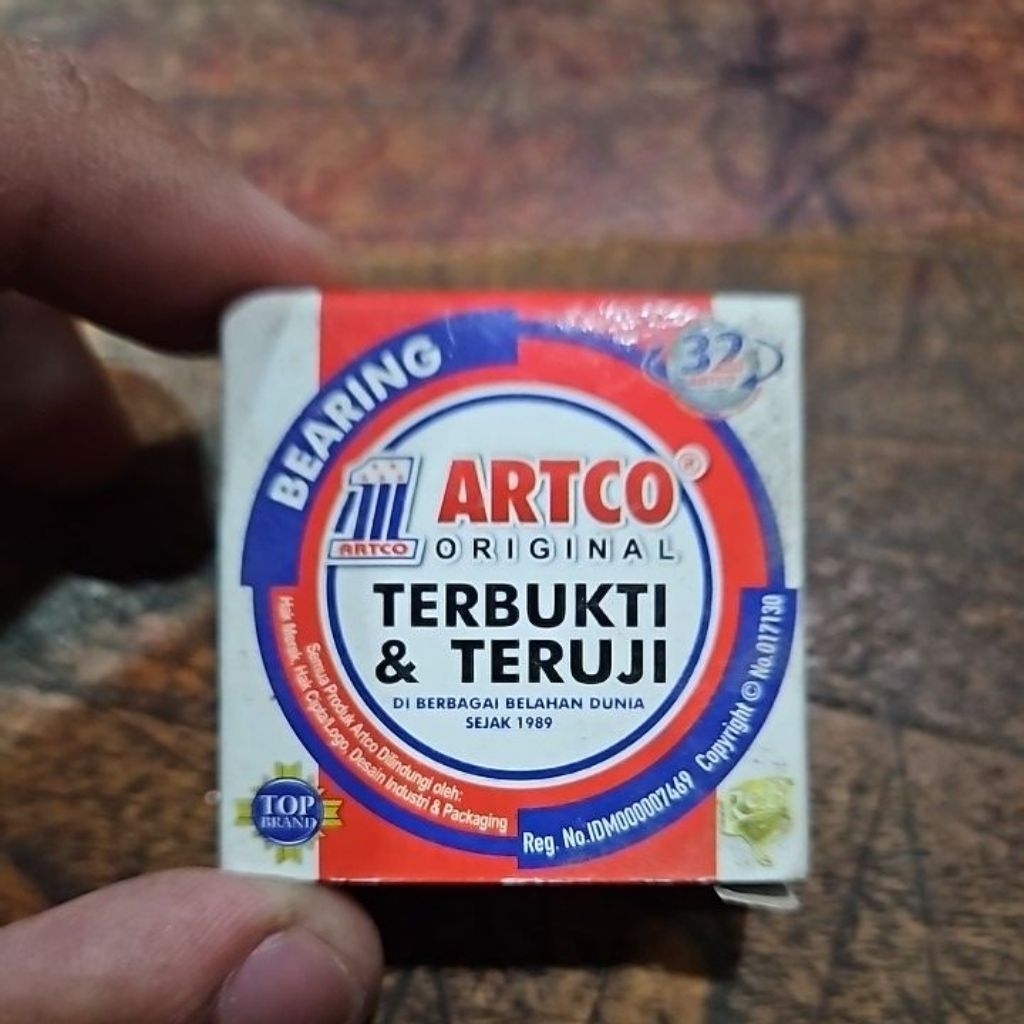 BEARING
32
ARTCO®
ARTCO
ORIGINAL
TERBUKTI
& TERUJI
DI BERBAGAI BELAHAN DUNIA
SEJAK 1989
Semua Produk Artco Dilindungi oleh:
Hak Merek, Hak Cipta/Logo, Desain Industri & Packaging
Reg. No.IDM000007469 Copyright © No.017130
TOP
BRAND